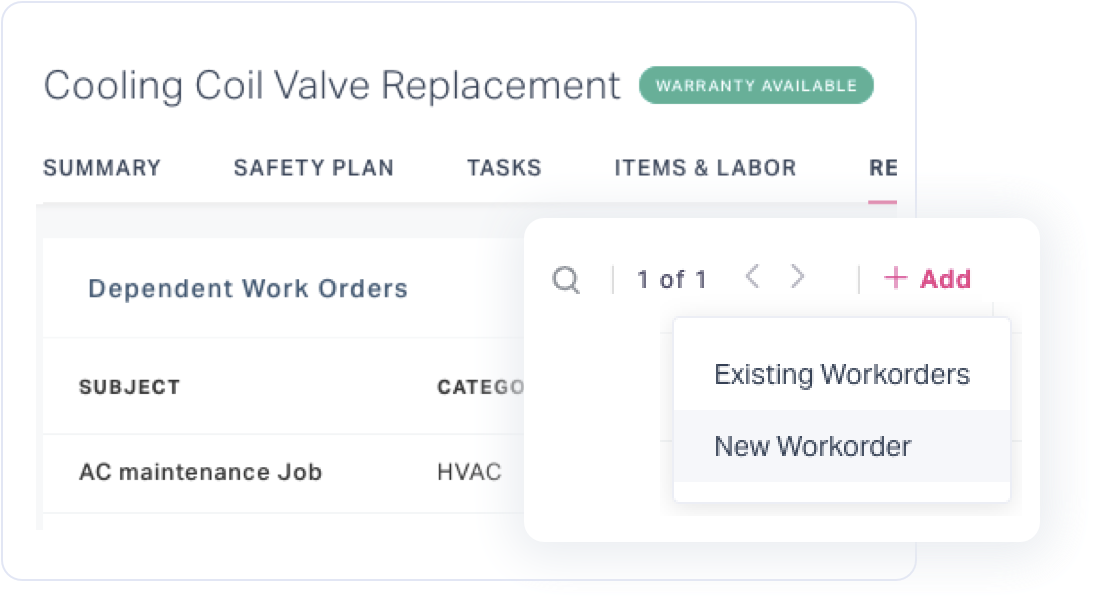 Cooling Coil Valve Replacement WARRANTY AVAILABLE
SUMMARY SAFETY PLAN TASKS ITEMS & LABOR RE
Dependent Work Orders
SUBJECT CATEGO
AC maintenance Job HVAC
1 of 1 + Add
Existing Workorders
New Workorder